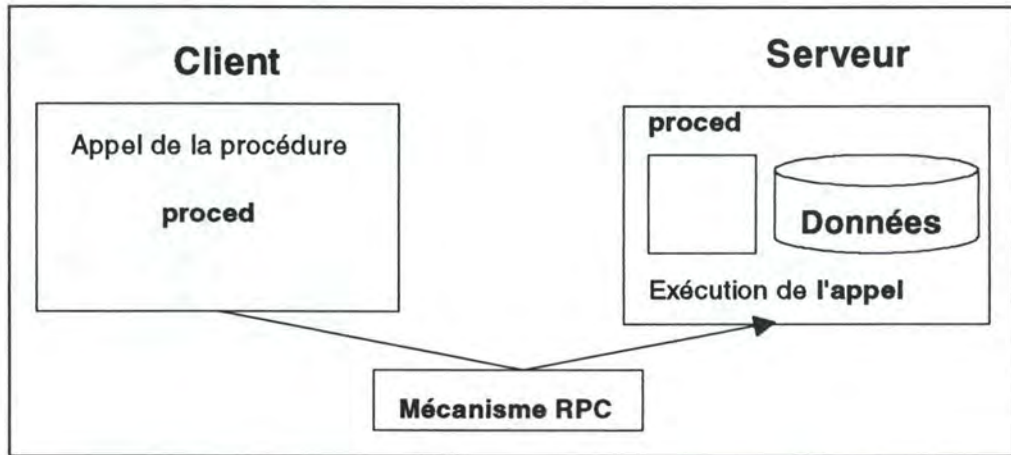 Client
Appel de la procédure
proced
Serveur
proced
Données
Exécution de l'appel
Mécanisme RPC